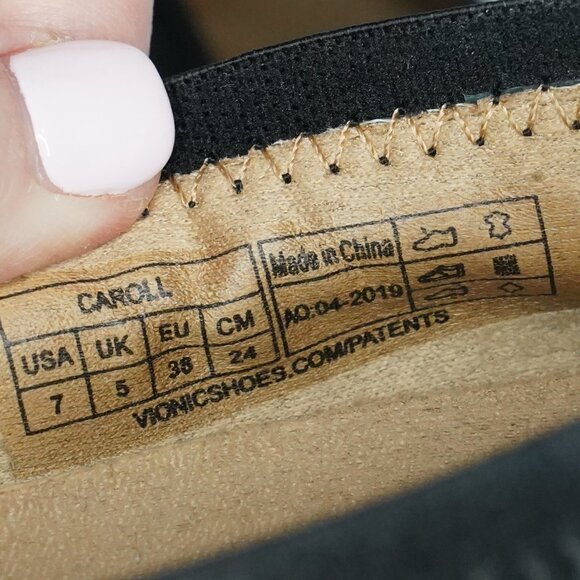 CAROLL
USA UK EU CM
7 5 38 24
Made in China
AO:04-2019
VIONICSHOES.COM/PATENTS